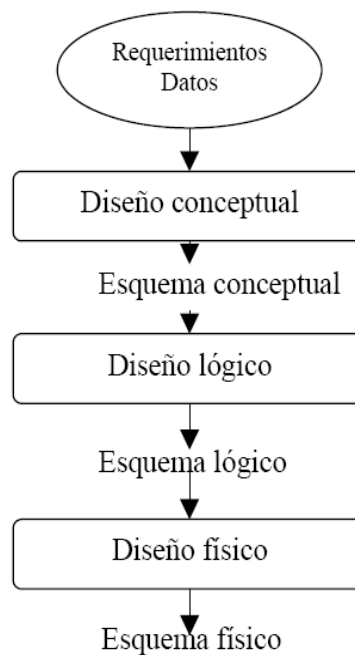 Requerimientos
Datos
Diseño conceptual
Esquema conceptual
Diseño lógico
Esquema lógico
Diseño físico
Esquema físico